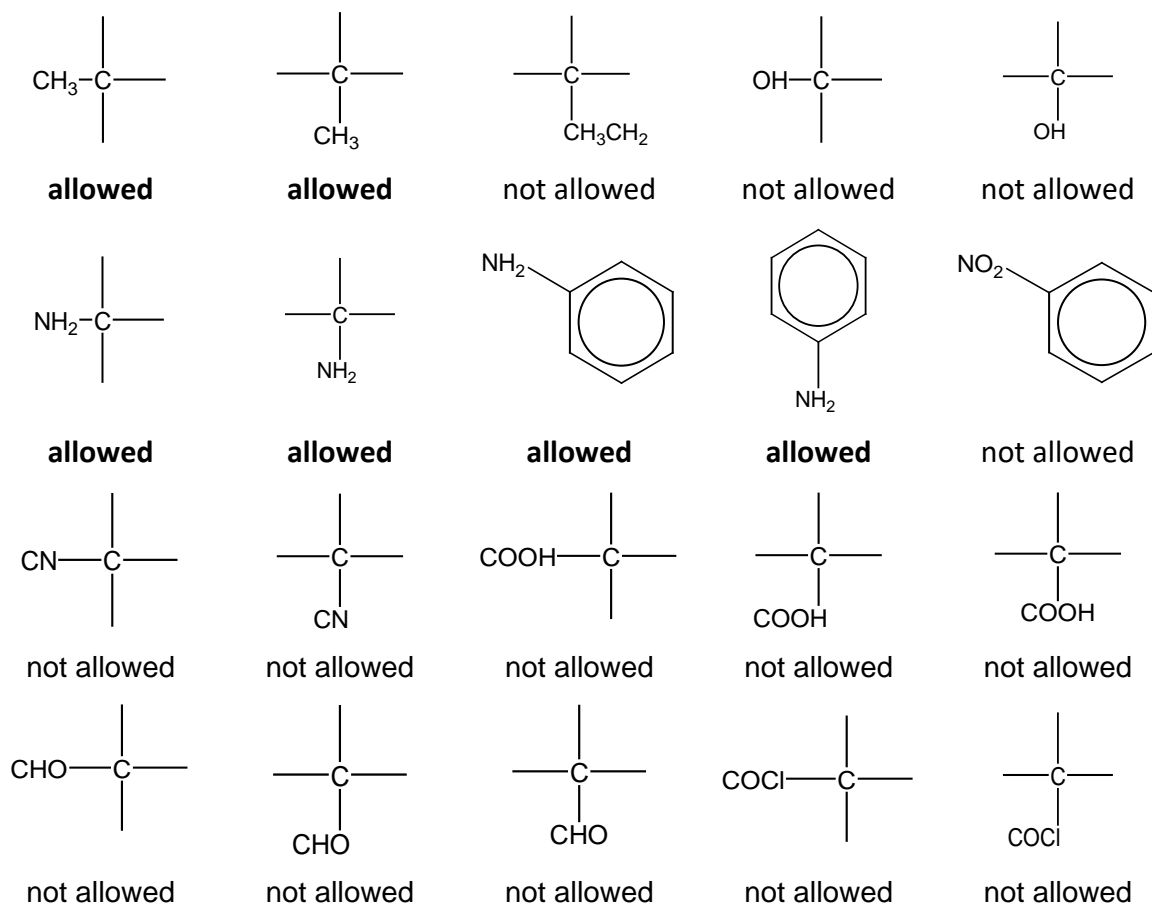 CH₃ C C C OH C C
CH₃ CH₃CH₂ OH
allowed allowed not allowed not allowed not allowed
NH₂ NO₂
NH₂ C C
NH₂ NH₂
allowed allowed allowed allowed not allowed
CN C C COOH C C C
CN COOH COOH
not allowed not allowed not allowed not allowed not allowed
CHO C C C COCl C C
CHO CHO COCl
not allowed not allowed not allowed not allowed not allowed